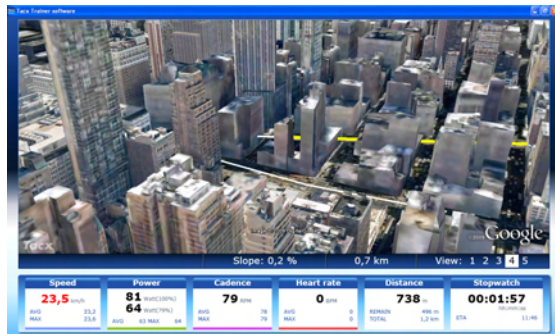 Tacx Trainer software
Tacx
Google
Slope: 0,2 % 0,7 km View: 1 2 3 4 5
Speed
23,5 km/h
AVG 23,2
MAX 23,6
Power
81 Watt(100%)
64 Watt(79%)
AVG 63 MAX 64
Cadence
79 RPM
AVG 78
MAX 79
Heart rate
0 BPM
AVG 0
MAX 0
Distance
738 m
REMAIN 496 m
TOTAL 1,2 km
Stopwatch
00:01:57
hh:mm:ss
ETA 11:46